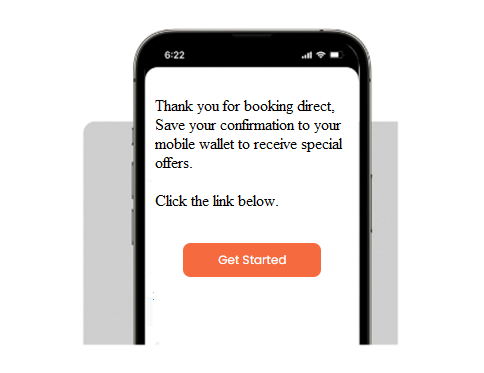 6:22
Thank you for booking direct,
Save your confirmation to your
mobile wallet to receive special
offers.
Click the link below.
Get Started